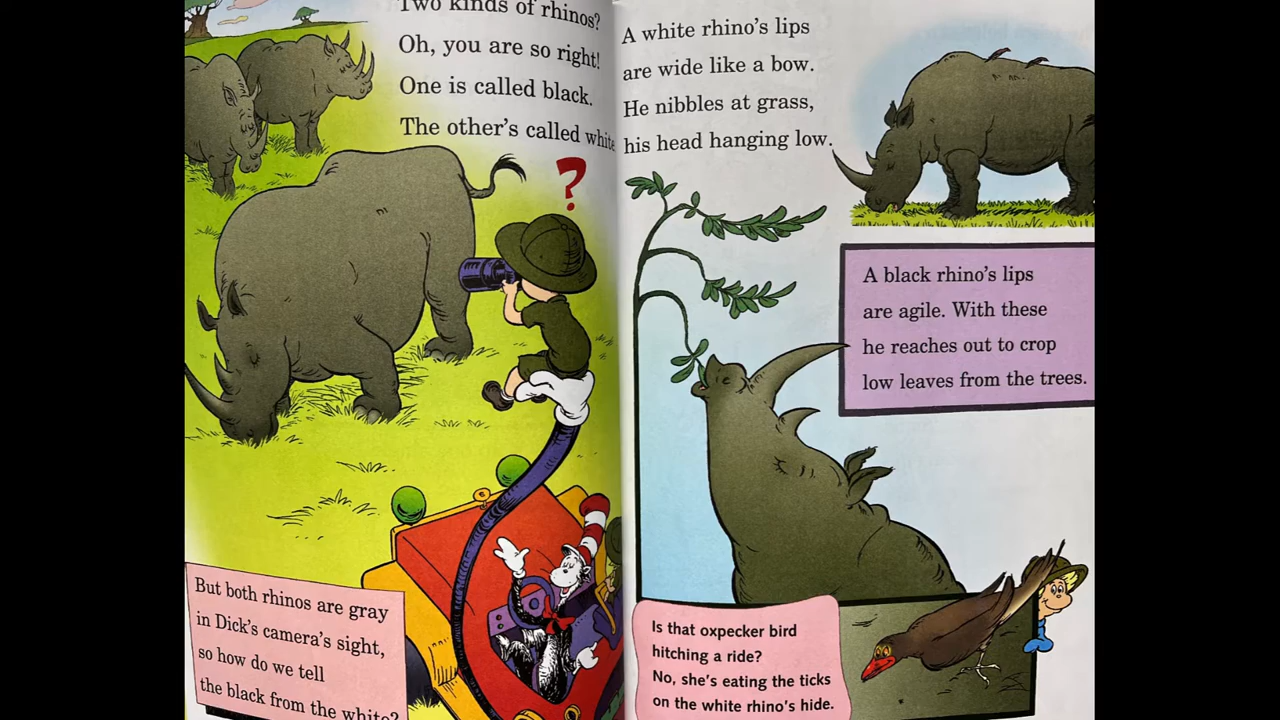 Two kinds of rhinos?
Oh, you are so right!
One is called black.
The other's called white
?
But both rhinos are gray
in Dick's camera's sight,
so how do we tell
the black from the white?
A white rhino's lips
are wide like a bow.
He nibbles at grass,
his head hanging low.
A black rhino's lips
are agile. With these
he reaches out to crop
low leaves from the trees.
Is that oxpecker bird
hitching a ride?
No, she's eating the ticks
on the white rhino's hide.